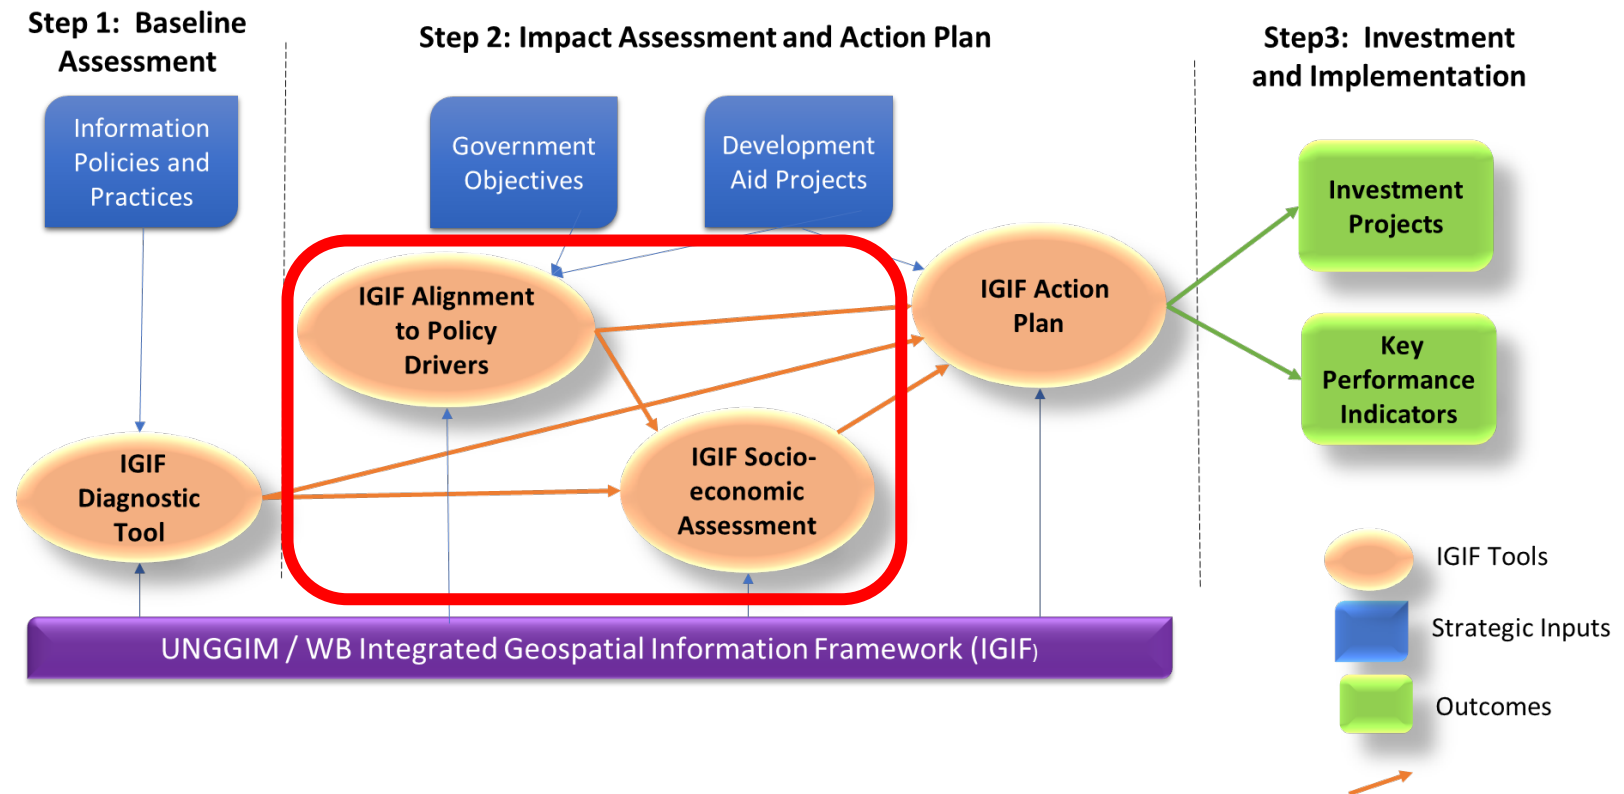 Step 1:  Baseline
Assessment
Step 2: Impact Assessment and Action Plan
Step3:  Investment
and Implementation
Information
Policies and
Practices
Government
Objectives
Development
Aid Projects
Investment
Projects
IGIF Alignment
to Policy
Drivers
IGIF Action
Plan
Key
Performance
Indicators
IGIF
Diagnostic
Tool
IGIF Socio-
economic
Assessment
UNGGIM / WB Integrated Geospatial Information Framework (IGIF)
IGIF Tools
Strategic Inputs
Outcomes